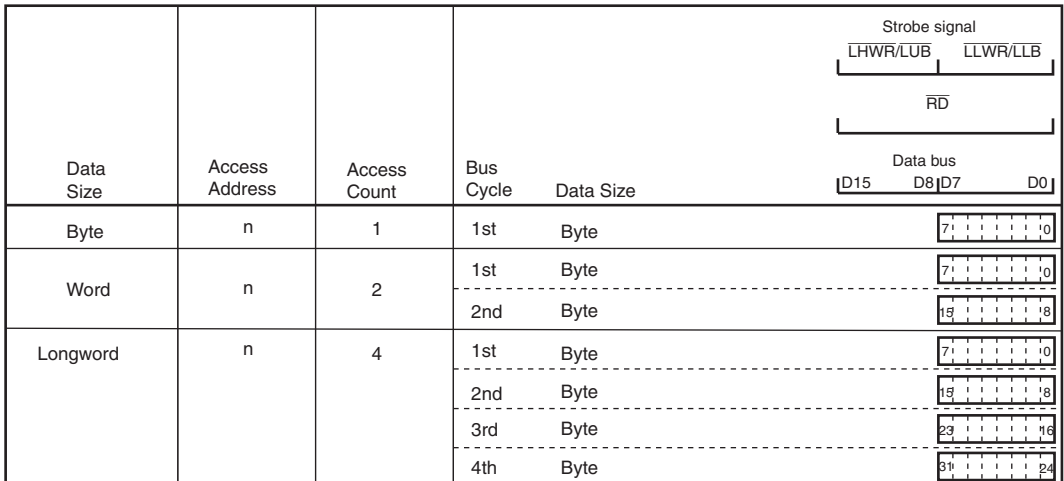 Strobe signal
LHWR/LUB LLWR/LLB
RD
Data Size Access Address Access Count Bus Cycle Data Size Data bus
D15 D8 D7 D0
Byte n 1 1st Byte 7 0
Word n 2 1st Byte 7 0
2nd Byte 15 8
Longword n 4 1st Byte 7 0
2nd Byte 15 8
3rd Byte 23 16
4th Byte 31 24